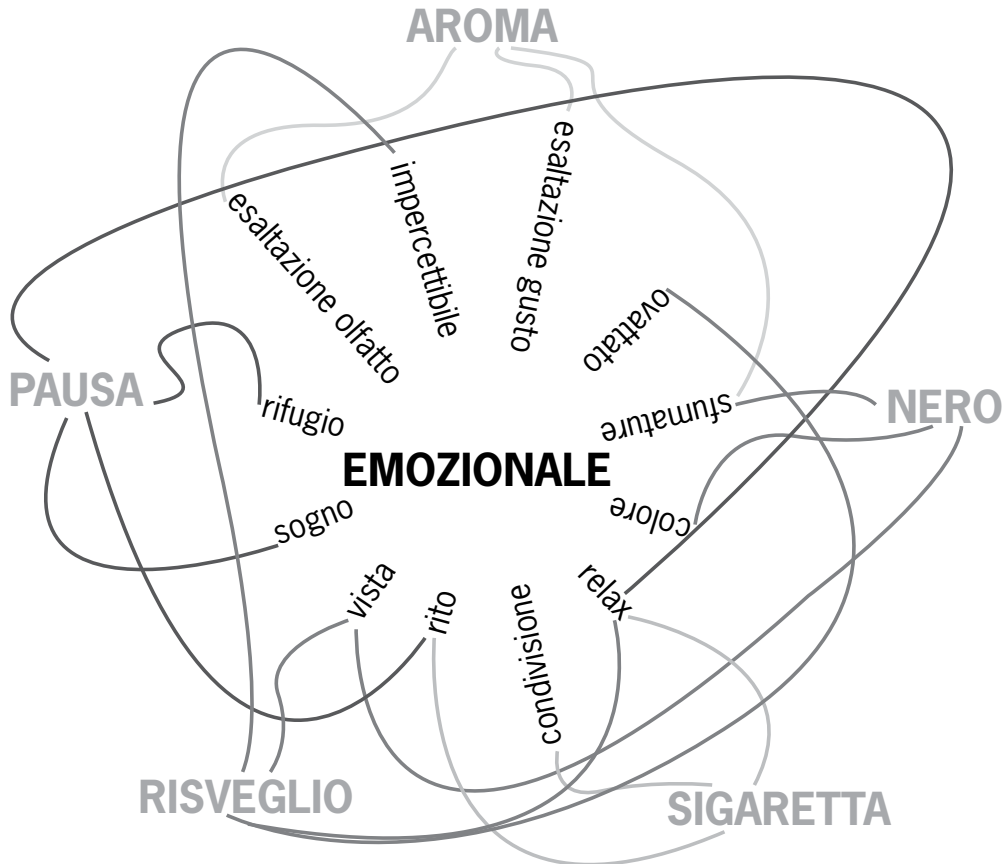 AROMA
esaltazione gusto
impercettibile
esaltazione olfatto
ovattato
PAUSA
NERO
rifugio
sfumature
EMOZIONALE
sogno
colore
vista
rito
condivisione
relax
RISVEGLIO
SIGARETTA